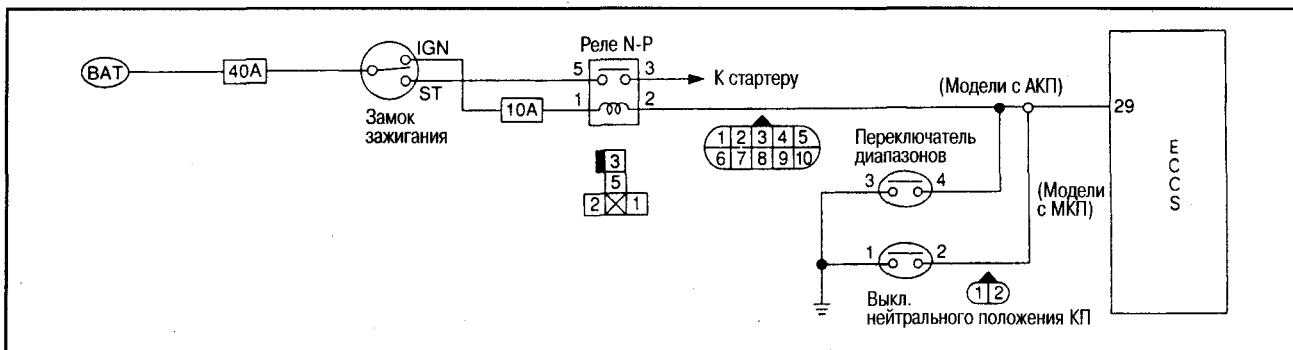 BAT
40A
IGN
ST
Замок
зажигания
10A
Реле N-P
5
3
1
2
К стартеру
3
5
2
1
1 2 3 4 5
6 7 8 9 10
(Модели с АКП)
29
Переключатель
диапазонов
3
4
(Модели
с МКП)
1
2
1 2
Выкл.
нейтрального положения КП
E
C
C
S